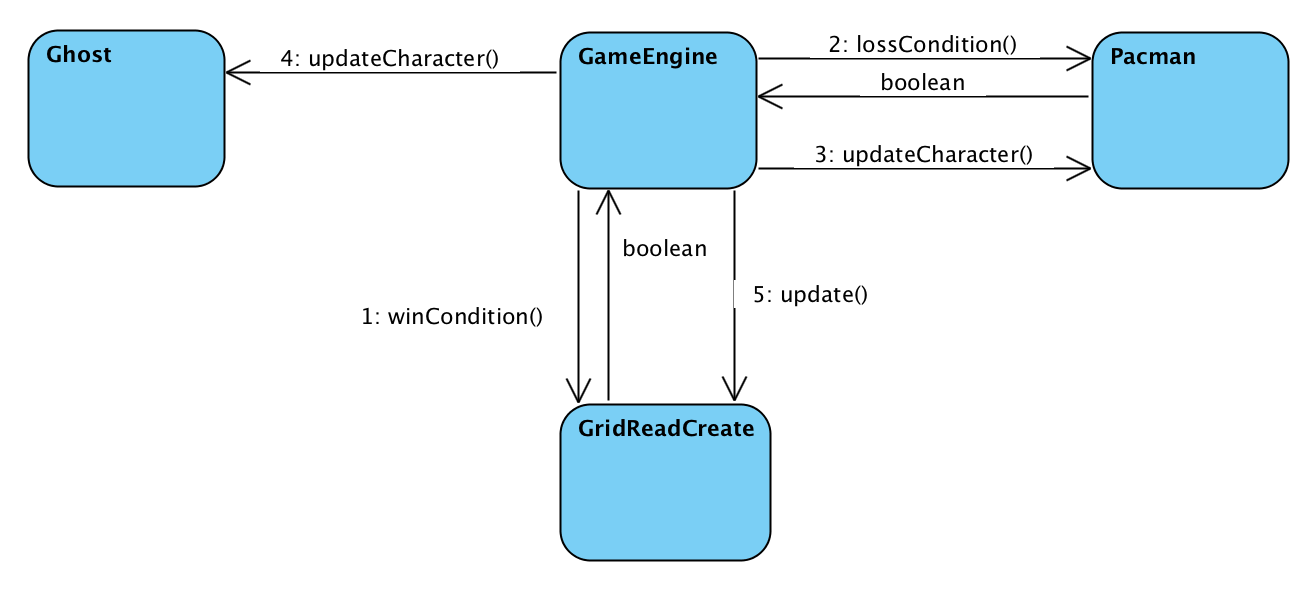 Ghost
4: updateCharacter()
GameEngine
2: lossCondition()
boolean
3: updateCharacter()
Pacman
boolean
1: winCondition()
5: update()
GridReadCreate